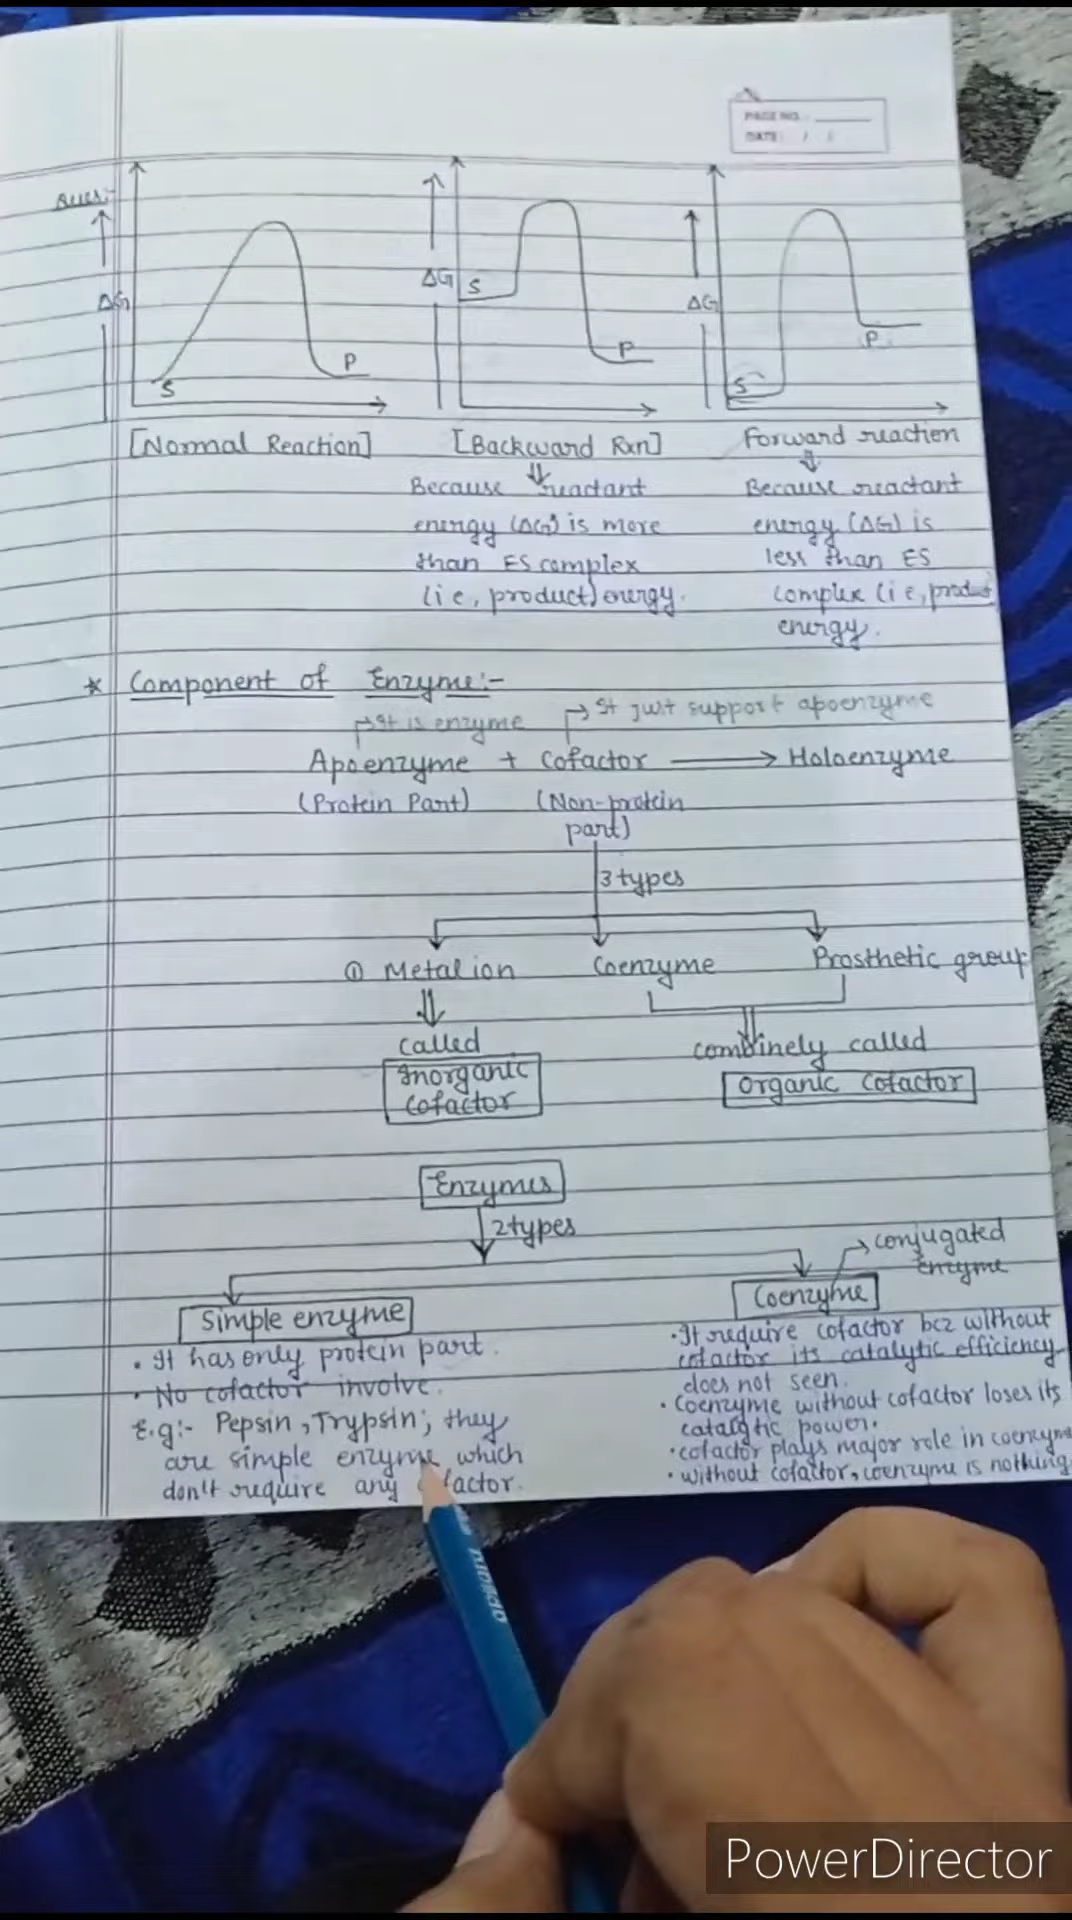 PAGE NO. :
DATE: / /
Ques:-
ΔG
S
P
ΔG
S
P
ΔG
S
P
[Normal Reaction]
[Backward Rxn]
Forward reaction
Because reactant
energy (ΔG) is more
than ES complex
(i e, product) energy.
Because reactant
energy (ΔG) is
less than ES
complex (i e, product
energy.
* Component of Enzyme:-
→ It is enzyme
→ It just support apoenzyme
Apoenzyme + Cofactor → Holoenzyme
(Protein Part) (Non-protein
part)
3 types
① Metal ion Coenzyme Prosthetic group
called
Inorganic
Cofactor
combinely called
Organic Cofactor
Enzymes
2 types
→ conjugated
enzyme
Simple enzyme
Coenzyme
• It has only protein part.
• No cofactor involve.
E.g:- Pepsin, Trypsin; they
are simple enzyme which
don't require any factor.
• It require cofactor bcz without
cofactor its catalytic efficiency
does not seen.
• Coenzyme without cofactor loses its
catalytic power.
• cofactor plays major role in coenzyme
• without cofactor, coenzyme is nothing
PowerDirector